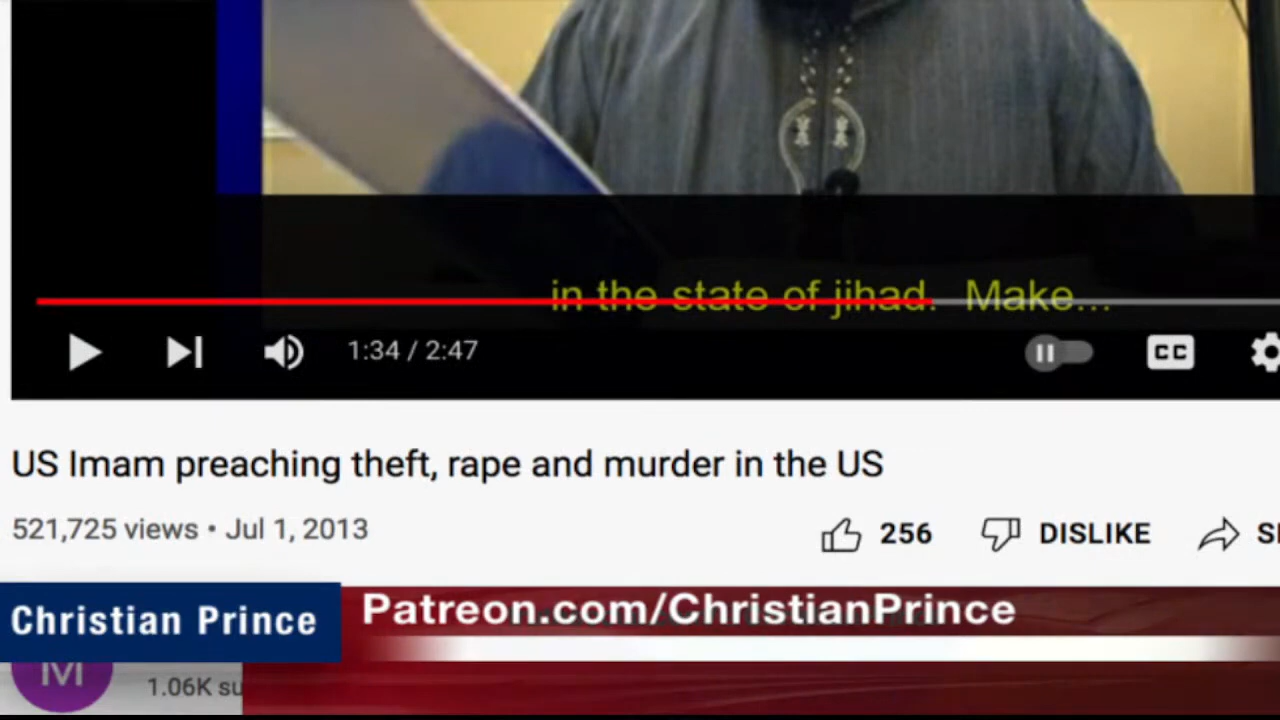 in the state of jihad. Make...
1:34 / 2:47
CC
US Imam preaching theft, rape and murder in the US
521,725 views • Jul 1, 2013
256 DISLIKE
Christian Prince
Patreon.com/ChristianPrince
M
1.06K